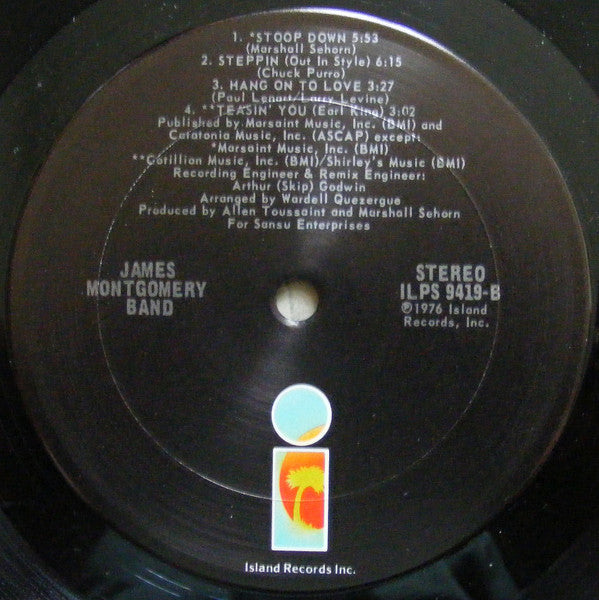 1. *STOOP DOWN 5:53
(Marshall Sehorn)
2. STEPPIN (Out In Style) 6:15
(Chuck Purro)
3. HANG ON TO LOVE 3:27
(Paul Lenart/Larry Levine)
4. **TEASIN' YOU (Earl King) 3:02
Published by Marsaint Music, Inc. (BMI) and
Catatonia Music, Inc. (ASCAP) except:
*Marsaint Music, Inc. (BMI)
**Cotillion Music, Inc. (BMI)/Shirley's Music (BMI)
Recording Engineer & Remix Engineer:
Arthur (Skip) Godwin
Arranged by Wardell Quezergue
Produced by Allen Toussaint and Marshall Sehorn
For Sansu Enterprises
JAMES
MONTGOMERY
BAND
STEREO
ILPS 9419-B
℗1976 Island
Records, Inc.
i
Island Records Inc.